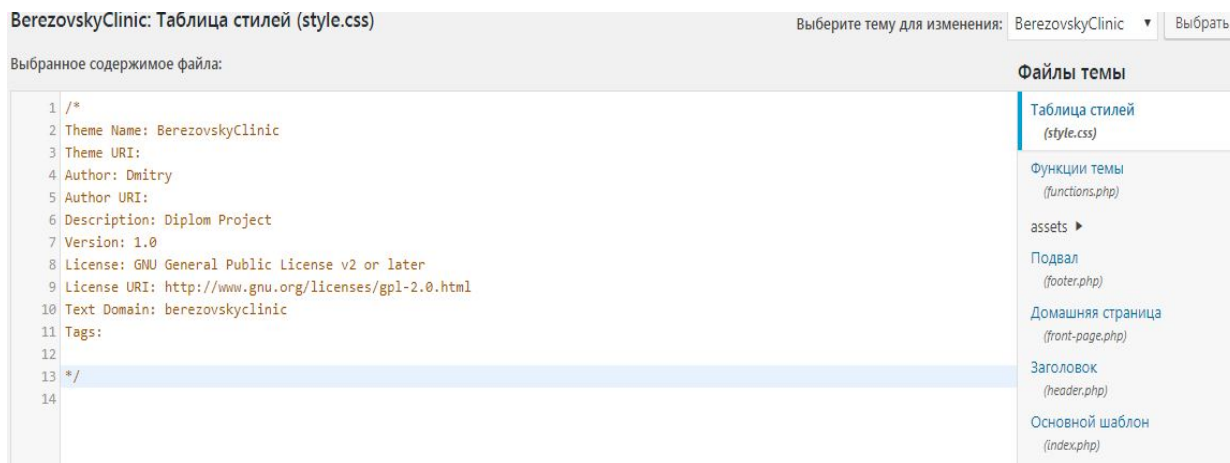 BerezovskyClinic: Таблица стилей (style.css)
Выберите тему для изменения: BerezovskyClinic Выбрать
Выбранное содержимое файла:
1 /*
2 Theme Name: BerezovskyClinic
3 Theme URI:
4 Author: Dmitry
5 Author URI:
6 Description: Diplom Project
7 Version: 1.0
8 License: GNU General Public License v2 or later
9 License URI: http://www.gnu.org/licenses/gpl-2.0.html
10 Text Domain: berezovskyclinic
11 Tags:
12
13 */
14
Файлы темы
Таблица стилей
(style.css)
Функции темы
(functions.php)
assets
Подвал
(footer.php)
Домашняя страница
(front-page.php)
Заголовок
(header.php)
Основной шаблон
(index.php)